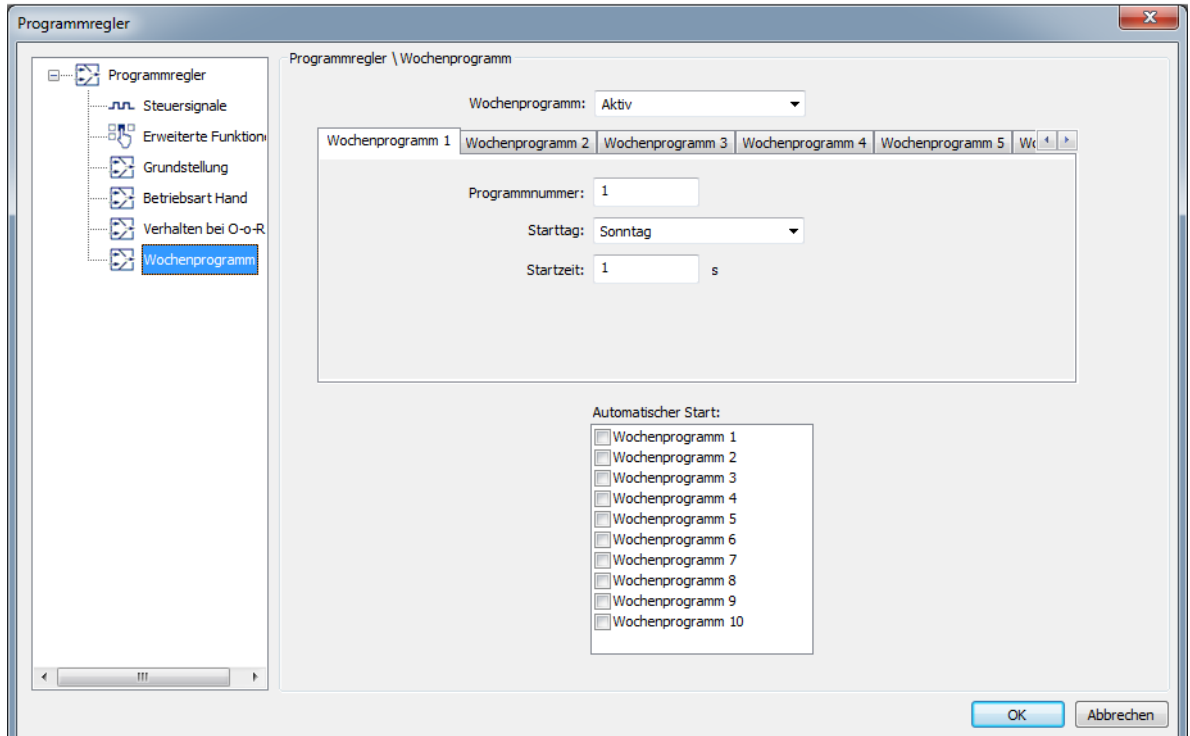 Programmregler
Programmregler
Steuersignale
Erweiterte Funktion
Grundstellung
Betriebsart Hand
Verhalten bei O-o-R
Wochenprogramm
Programmregler \ Wochenprogramm
Wochenprogramm: Aktiv
Wochenprogramm 1 Wochenprogramm 2 Wochenprogramm 3 Wochenprogramm 4 Wochenprogramm 5
Programmnummer: 1
Starttag: Sonntag
Startzeit: 1 s
Automatischer Start:
Wochenprogramm 1
Wochenprogramm 2
Wochenprogramm 3
Wochenprogramm 4
Wochenprogramm 5
Wochenprogramm 6
Wochenprogramm 7
Wochenprogramm 8
Wochenprogramm 9
Wochenprogramm 10
OK Abbrechen